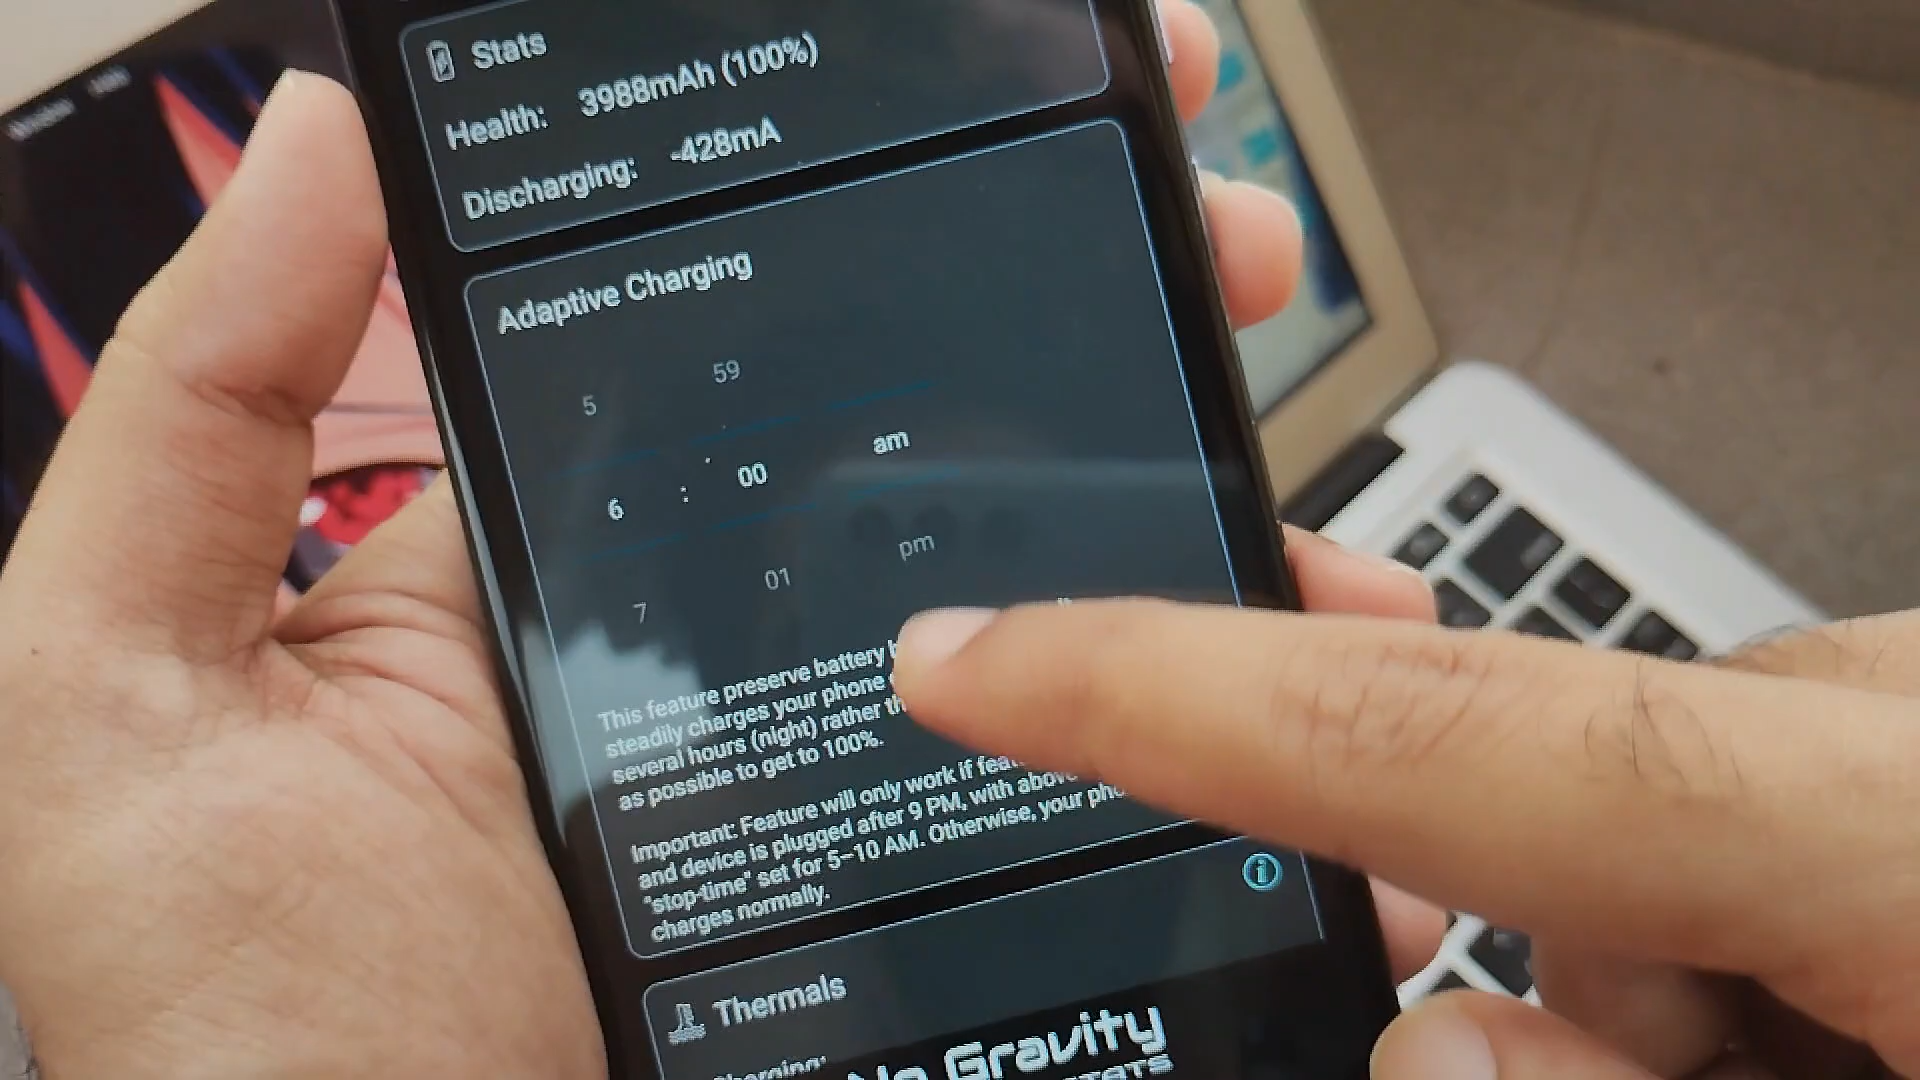 Stats
Health: 3988mAh (100%)
Discharging: -428mA
Adaptive Charging
5 59
6 : 00 am
7 01 pm
This feature preserve battery
steadily charges your phone
several hours (night) rather
as possible to get to 100%.
Important: Feature will only work if
and device is plugged after 9 PM, with above
"stop-time" set for 5-10 AM. Otherwise, your
charges normally.
Thermals
Charging:
No Gravity
STATS